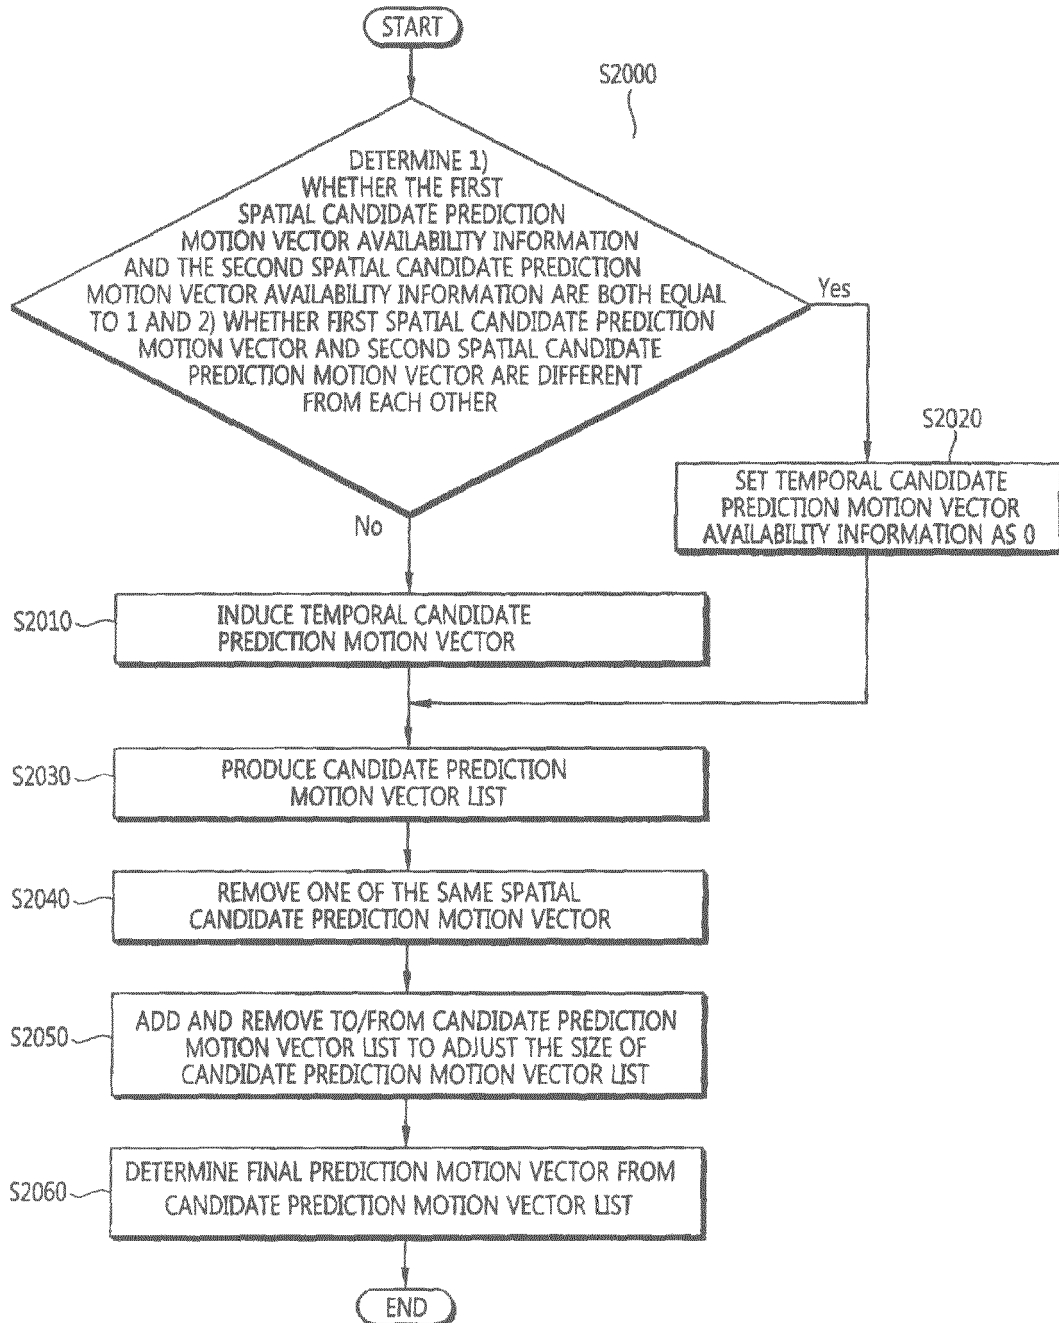 START
S2000
DETERMINE 1)
WHETHER THE FIRST
SPATIAL CANDIDATE PREDICTION
MOTION VECTOR AVAILABILITY INFORMATION
AND THE SECOND SPATIAL CANDIDATE PREDICTION
MOTION VECTOR AVAILABILITY INFORMATION ARE BOTH EQUAL
TO 1 AND 2) WHETHER FIRST SPATIAL CANDIDATE PREDICTION
MOTION VECTOR AND SECOND SPATIAL CANDIDATE
PREDICTION MOTION VECTOR ARE DIFFERENT
FROM EACH OTHER
Yes
S2020
SET TEMPORAL CANDIDATE
PREDICTION MOTION VECTOR
AVAILABILITY INFORMATION AS 0
No
S2010
INDUCE TEMPORAL CANDIDATE
PREDICTION MOTION VECTOR
S2030
PRODUCE CANDIDATE PREDICTION
MOTION VECTOR LIST
S2040
REMOVE ONE OF THE SAME SPATIAL
CANDIDATE PREDICTION MOTION VECTOR
S2050
ADD AND REMOVE TO/FROM CANDIDATE PREDICTION
MOTION VECTOR LIST TO ADJUST THE SIZE OF
CANDIDATE PREDICTION MOTION VECTOR LIST
S2060
DETERMINE FINAL PREDICTION MOTION VECTOR FROM
CANDIDATE PREDICTION MOTION VECTOR LIST
END